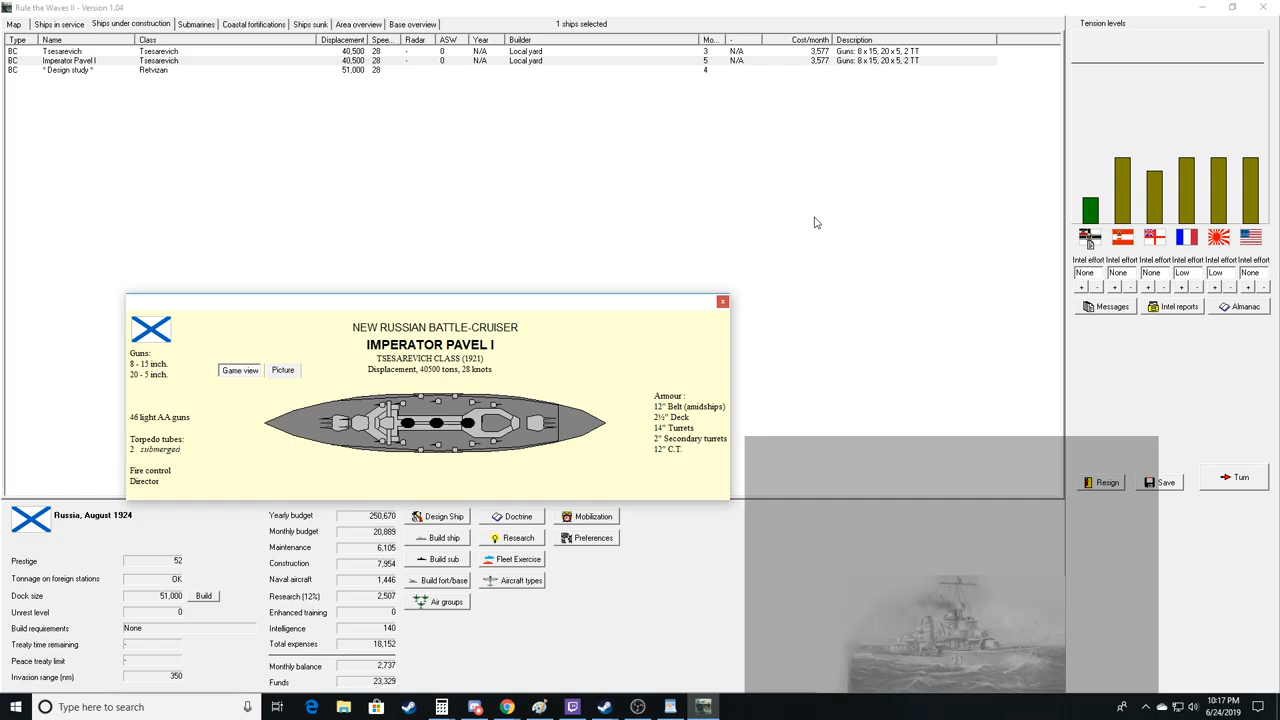 Rule the Waves II - Version 1.04
Map Ships in service Ships under construction Submarines Coastal fortifications Ships sunk Area overview Base overview 1 ships selected
Type Name Class Displacement Spee... Radar ASW Year Builder Mo... - Cost/month Description
BC Tsesarevich Tsesarevich 40,500 28 - 0 N/A Local yard 3 N/A 3,577 Guns: 8 x 15, 20 x 5, 2 TT
BC Imperator Pavel I Tsesarevich 40,500 28 - 0 N/A Local yard 5 N/A 3,577 Guns: 8 x 15, 20 x 5, 2 TT
BC * Design study * Retvizan 51,000 28 4
Tension levels
Intel effort Intel effort Intel effort Intel effort Intel effort Intel effort
None None None Low Low None
+ - + - + - + - + - + -
Messages Intel reports Almanac
Resign Save Turn
x
NEW RUSSIAN BATTLE-CRUISER
IMPERATOR PAVEL I
TSESAREVICH CLASS (1921)
Displacement, 40500 tons, 28 knots
Guns:
8 - 15 inch.
20 - 5 inch.
Game view Picture
46 light AA guns
Torpedo tubes:
2 submerged
Fire control
Director
Armour :
12" Belt (amidships)
2½" Deck
14" Turrets
2" Secondary turrets
12" C.T.
Russia, August 1924
Prestige 52
Tonnage on foreign stations OK
Dock size 51,000 Build
Unrest level 0
Build requirements None
Treaty time remaining -
Peace treaty limit -
Invasion range (nm) 350
Yearly budget 250,670
Monthly budget 20,889
Maintenance 6,105
Construction 7,954
Naval aircraft 1,446
Research (12%) 2,507
Enhanced training 0
Intelligence 140
Total expenses 18,152
Monthly balance 2,737
Funds 23,329
Design Ship Doctrine Mobilization
Build ship Research Preferences
Build sub Fleet Exercise
Build fort/base Aircraft types
Air groups
21
Type here to search
10:17 PM
6/24/2019